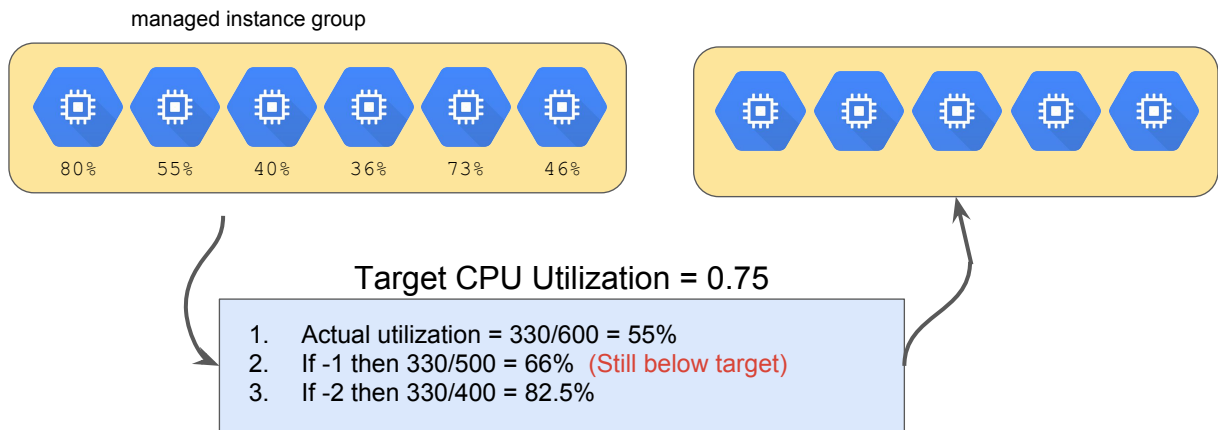 managed instance group
80% 55% 40% 36% 73% 46%
Target CPU Utilization = 0.75
1. Actual utilization = 330/600 = 55%
2. If -1 then 330/500 = 66% (Still below target)
3. If -2 then 330/400 = 82.5%